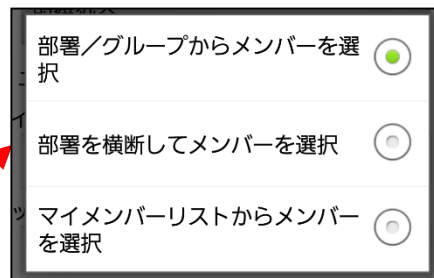 部署／グループからメンバーを選
択
部署を横断してメンバーを選択
マイメンバーリストからメンバー
を選択